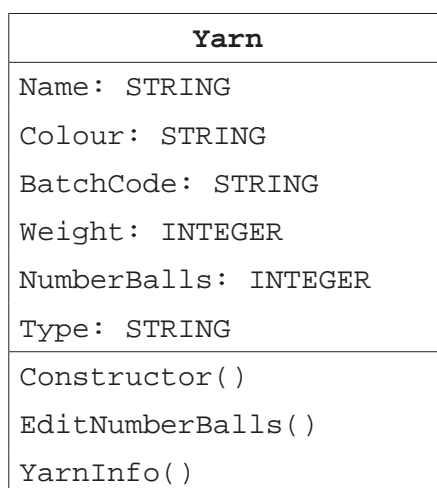 Yarn
Name: STRING
Colour: STRING
BatchCode: STRING
Weight: INTEGER
NumberBalls: INTEGER
Type: STRING
Constructor()
EditNumberBalls()
YarnInfo()